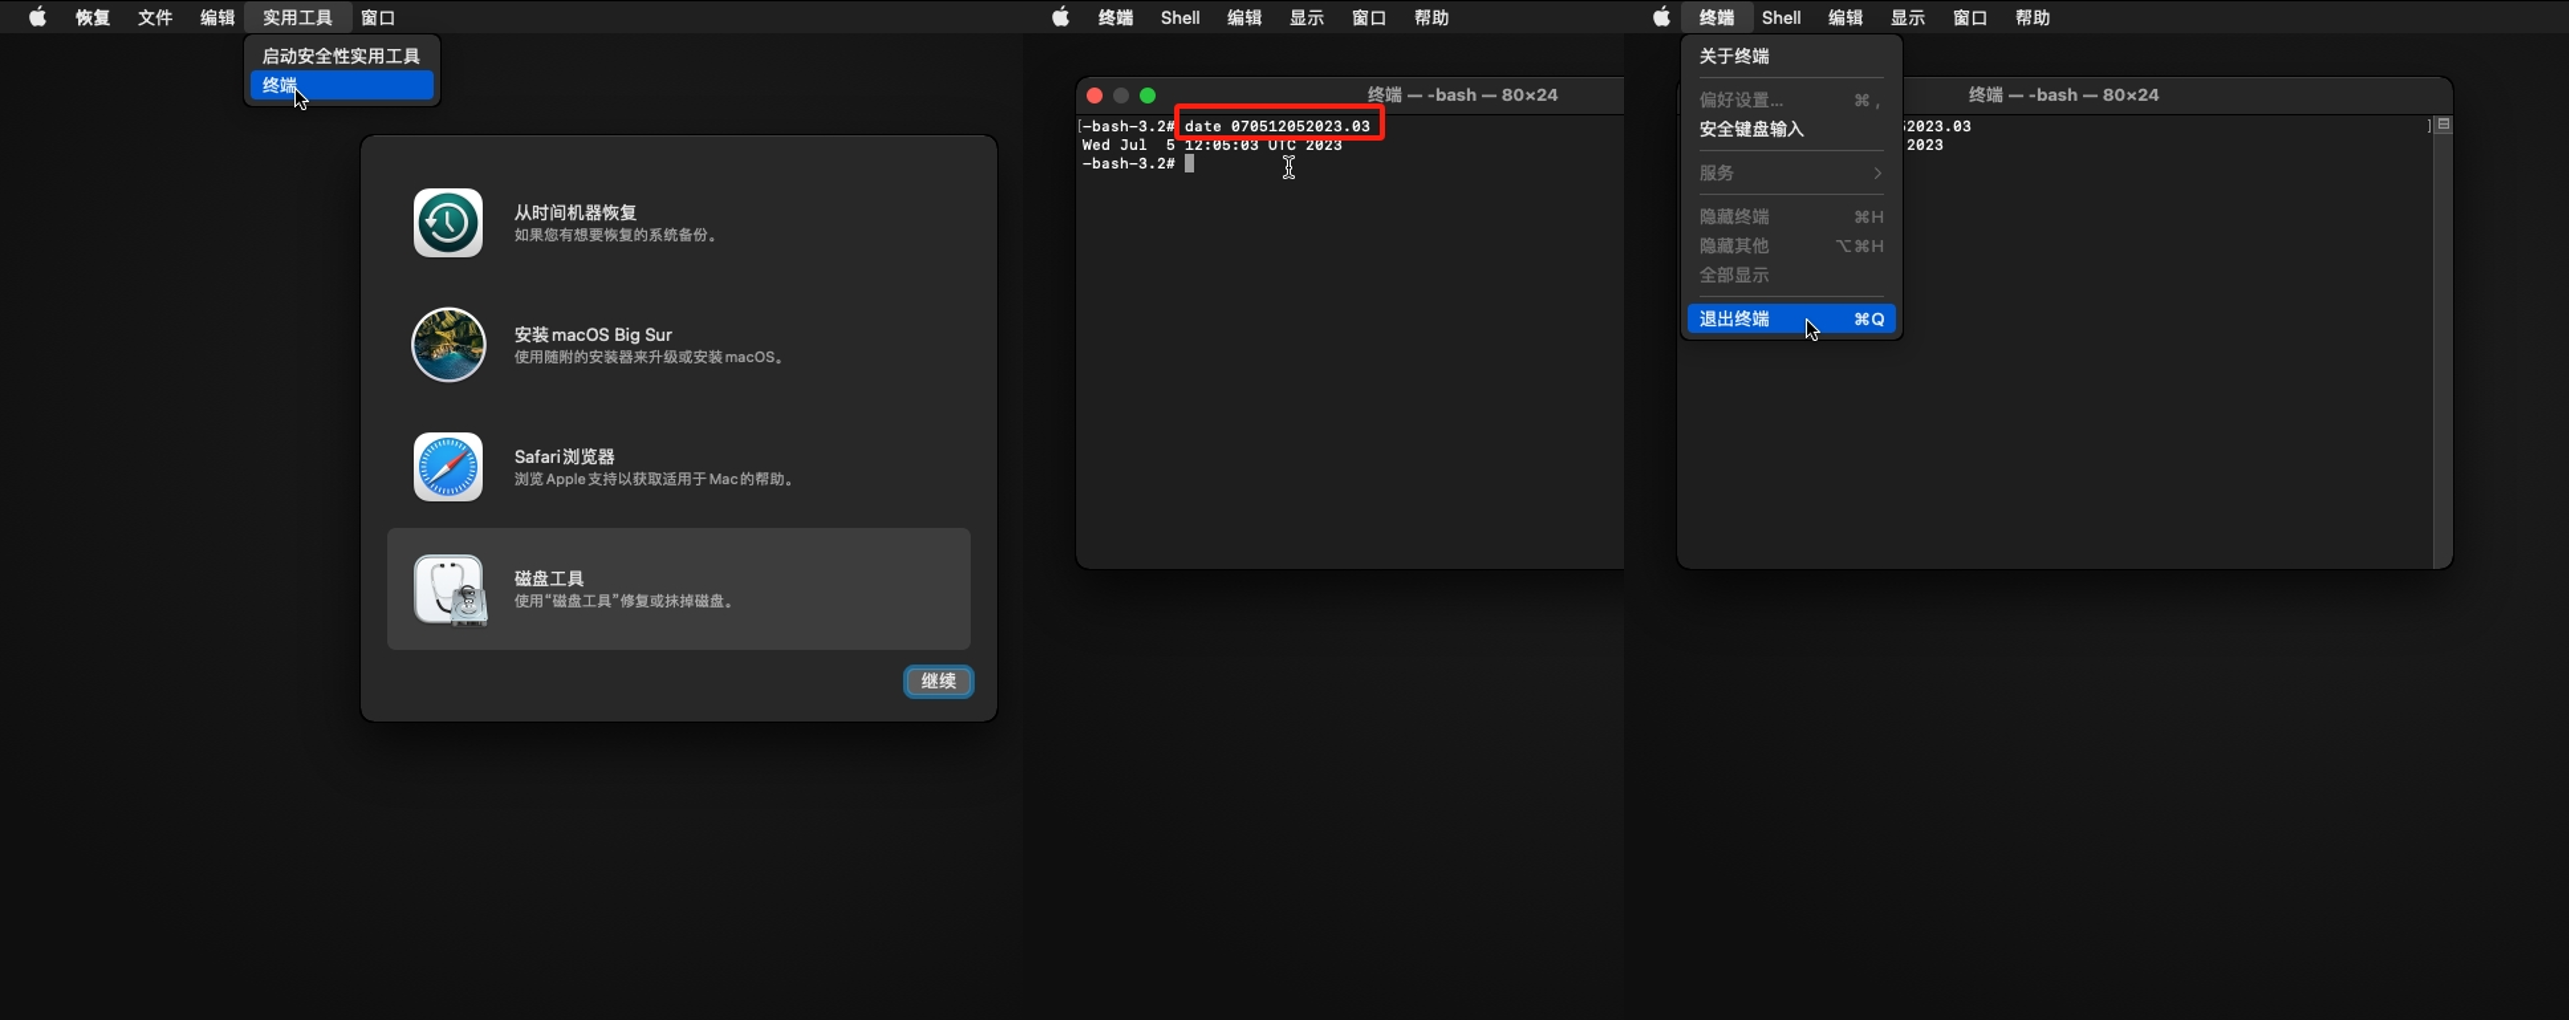 恢复 文件 编辑 实用工具 窗口
启动安全性实用工具
终端
从时间机器恢复
如果您有想要恢复的系统备份。
安装 macOS Big Sur
使用随附的安装器来升级或安装 macOS。
Safari 浏览器
浏览 Apple 支持以获取适用于 Mac 的帮助。
磁盘工具
使用“磁盘工具”修复或抹掉磁盘。
继续
终端 Shell 编辑 显示 窗口 帮助
终端 — -bash — 80×24
[-bash-3.2# date 070512052023.03
Wed Jul  5 12:05:03 UTC 2023
-bash-3.2#
终端 Shell 编辑 显示 窗口 帮助
关于终端
偏好设置... ⌘ ,
安全键盘输入
服务 >
隐藏终端 ⌘H
隐藏其他 ⌥⌘H
全部显示
退出终端 ⌘Q
终端 — -bash — 80×24
2023.03 ]
2023